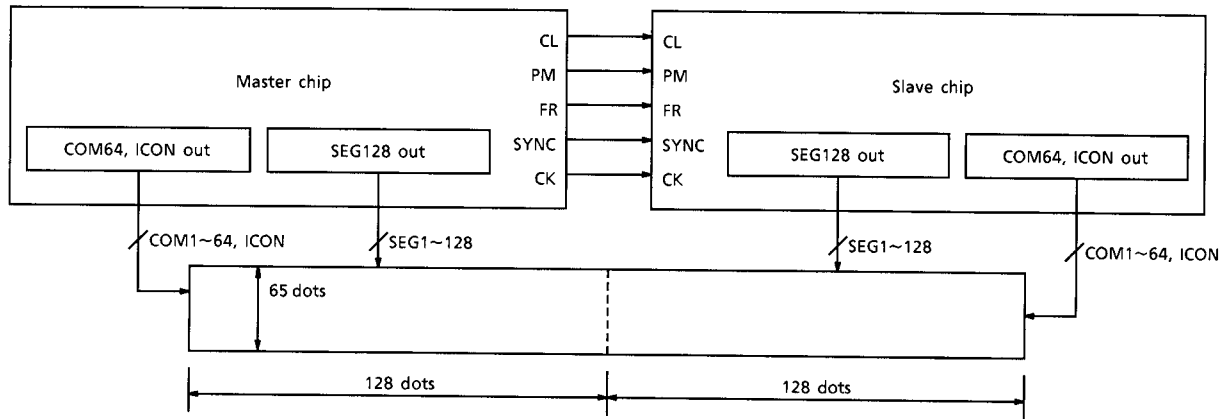 Master chip
COM64, ICON out
SEG128 out
CL
PM
FR
SYNC
CK
CL
PM
FR
SYNC
CK
Slave chip
SEG128 out
COM64, ICON out
COM1~64, ICON
SEG1~128
SEG1~128
COM1~64, ICON
65 dots
128 dots
128 dots